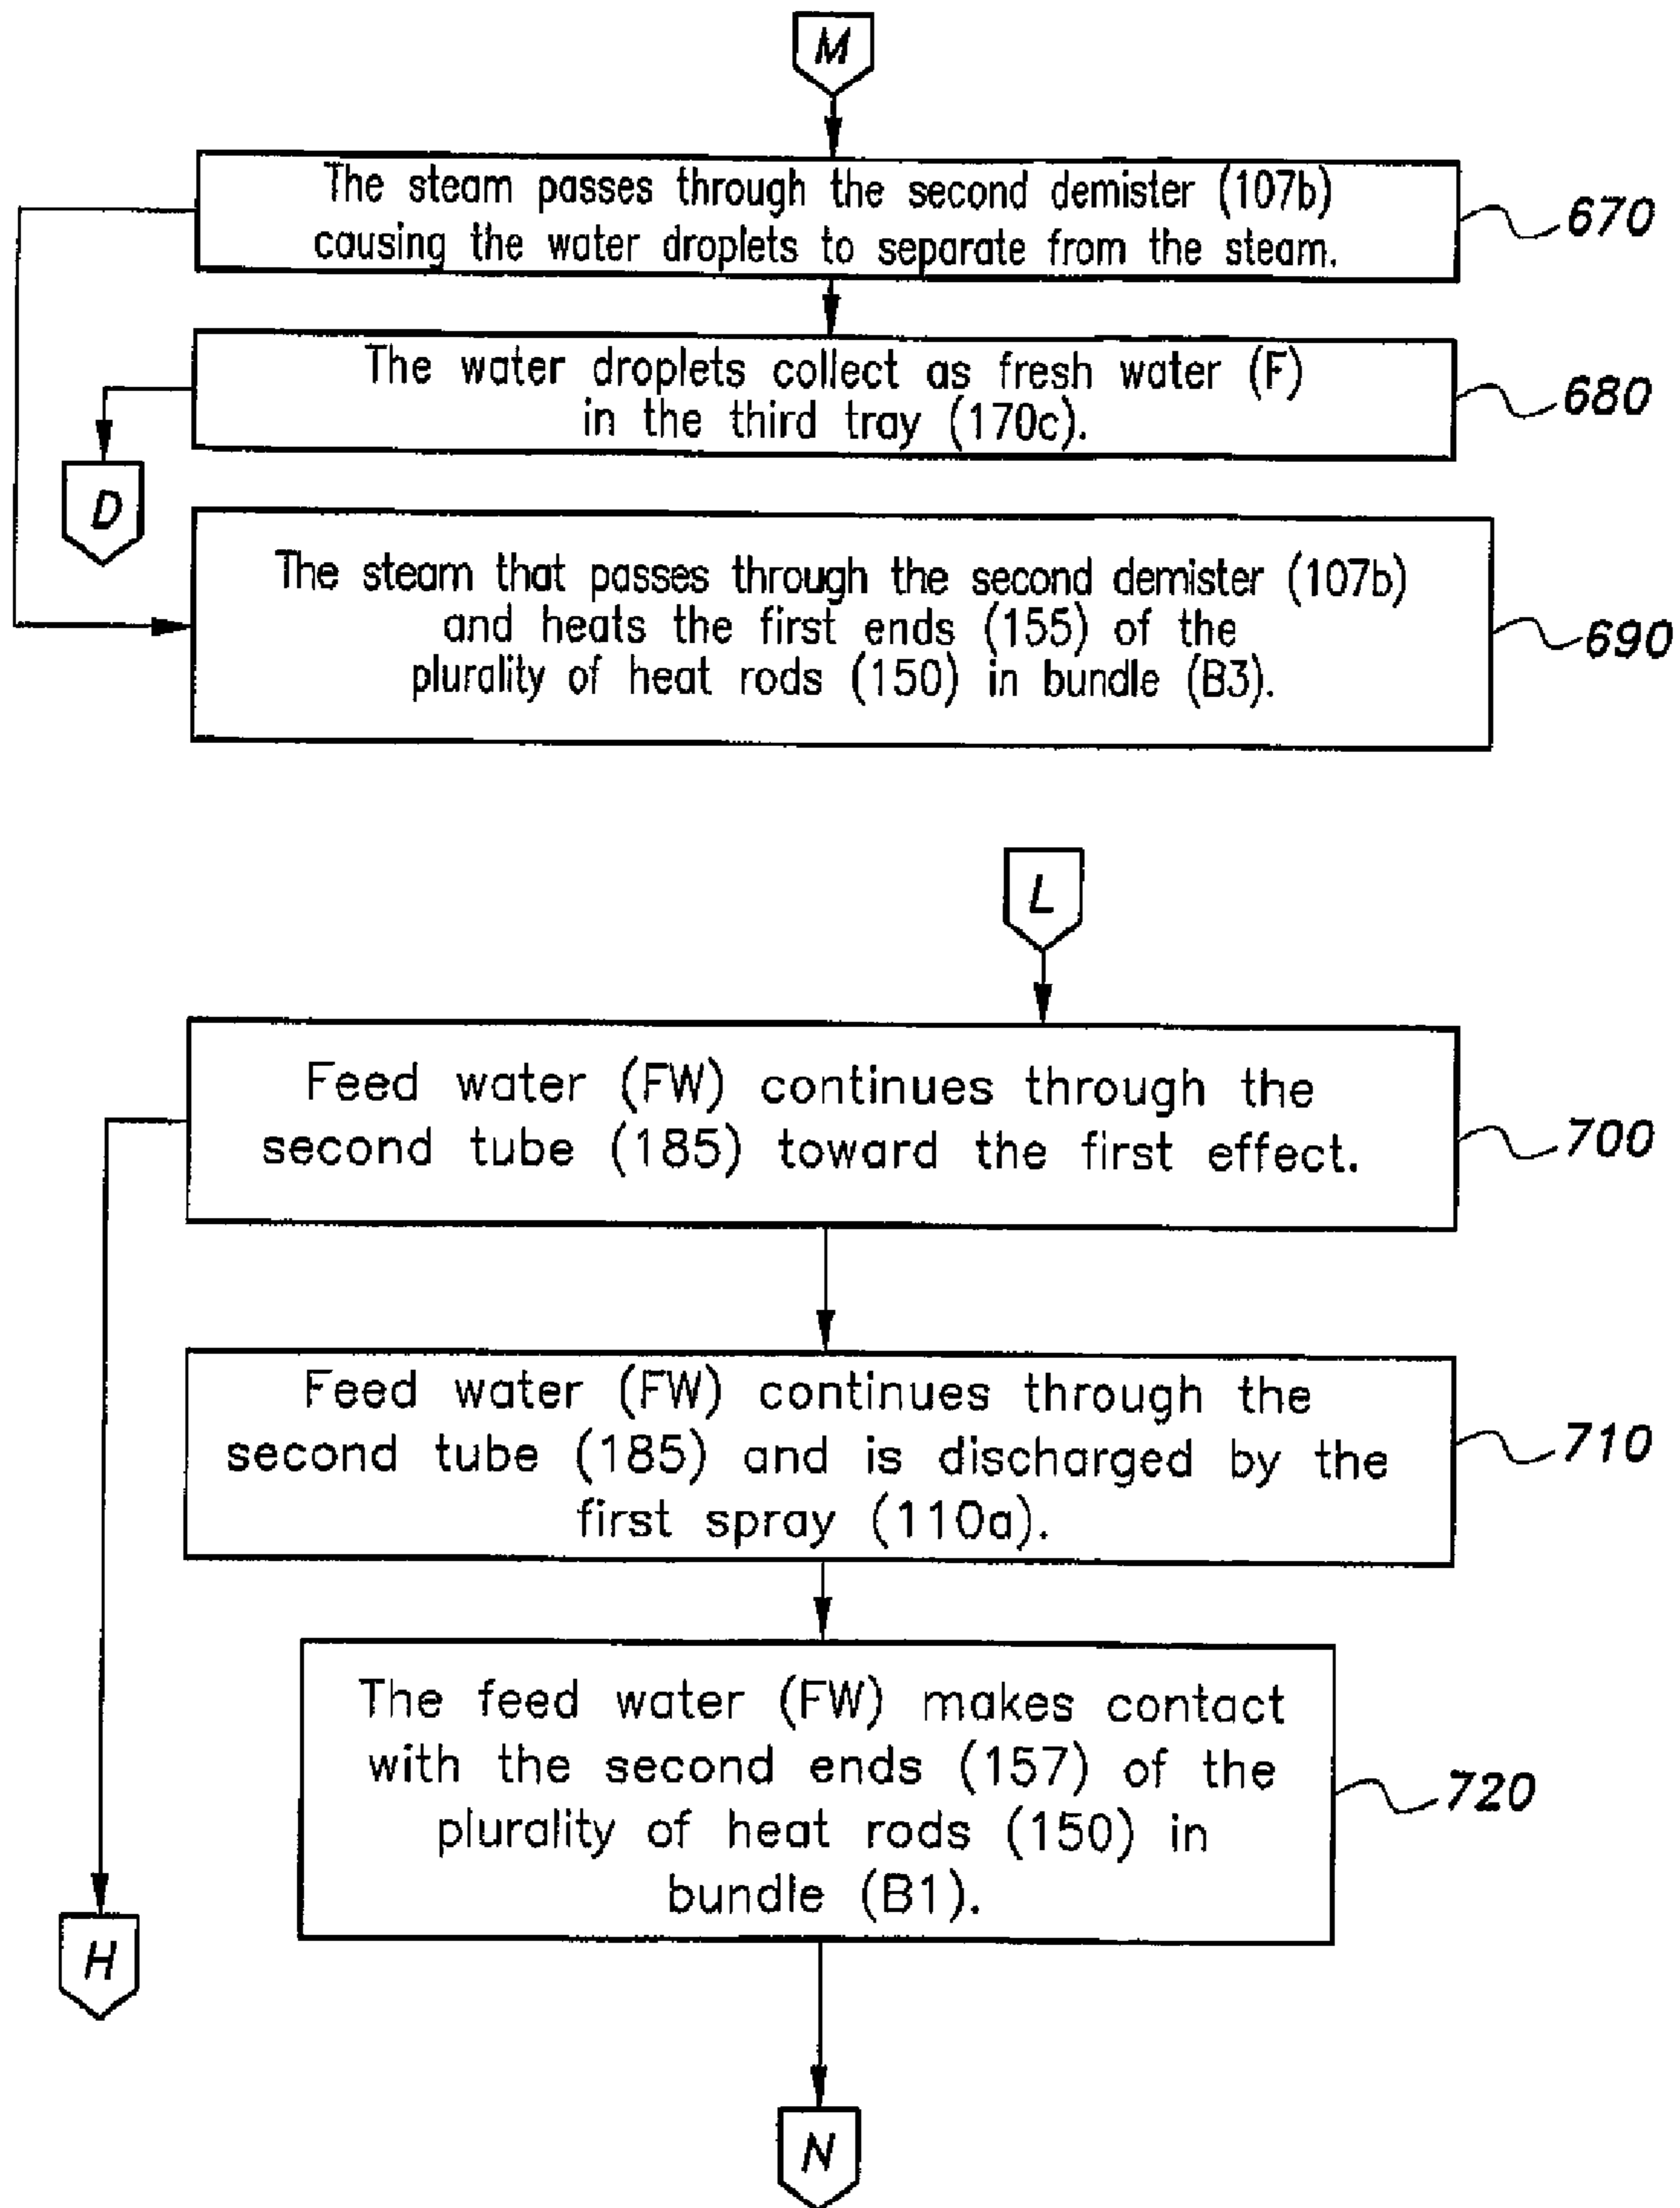 M
The steam passes through the second demister (107b)
causing the water droplets to separate from the steam.
670
The water droplets collect as fresh water (F)
in the third tray (170c).
680
D
The steam that passes through the second demister (107b)
and heats the first ends (155) of the
plurality of heat rods (150) in bundle (B3).
690
L
Feed water (FW) continues through the
second tube (185) toward the first effect.
700
Feed water (FW) continues through the
second tube (185) and is discharged by the
first spray (110a).
710
The feed water (FW) makes contact
with the second ends (157) of the
plurality of heat rods (150) in
bundle (B1).
720
H
N